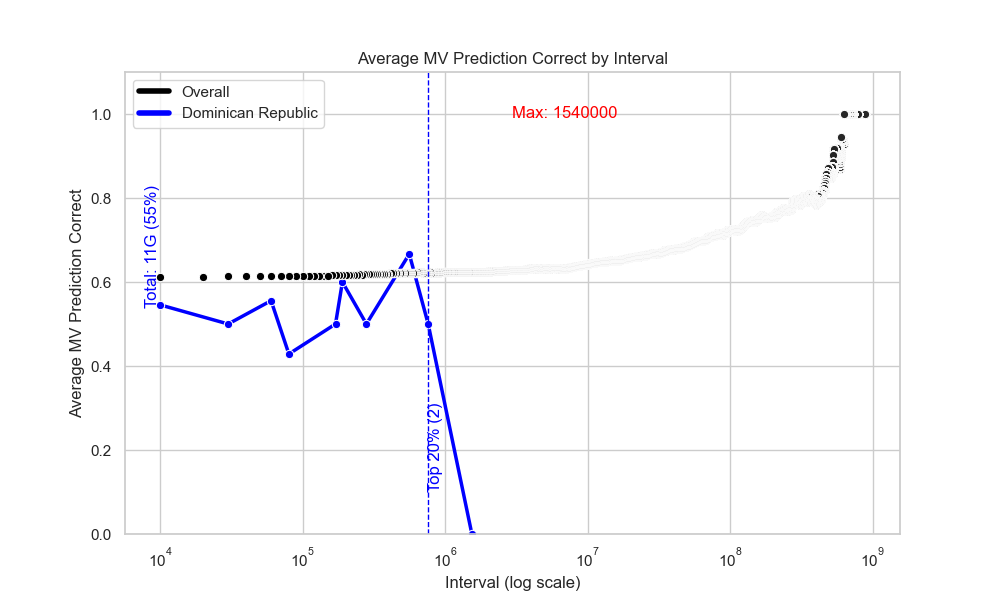 Average MV Prediction Correct by Interval
Overall
Dominican Republic
Max: 1540000
Total: 11G (55%)
Top 20% (2)
Average MV Prediction Correct
1.0
0.8
0.6
0.4
0.2
0.0
10^4 10^5 10^6 10^7 10^8 10^9
Interval (log scale)